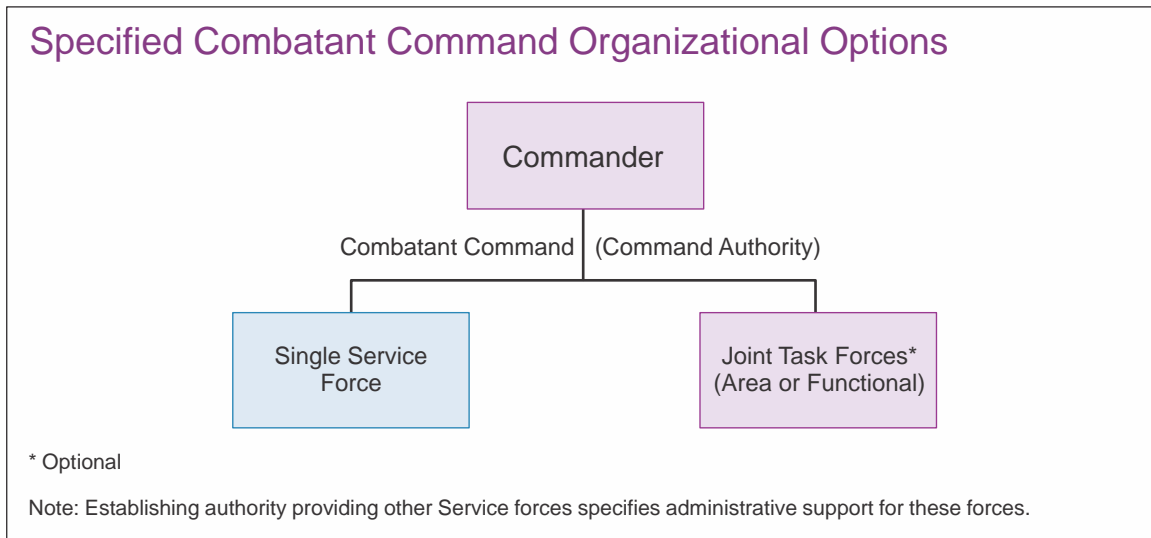 Specified Combatant Command Organizational Options
Commander
Combatant Command (Command Authority)
Single Service
Force
Joint Task Forces*
(Area or Functional)
* Optional
Note: Establishing authority providing other Service forces specifies administrative support for these forces.